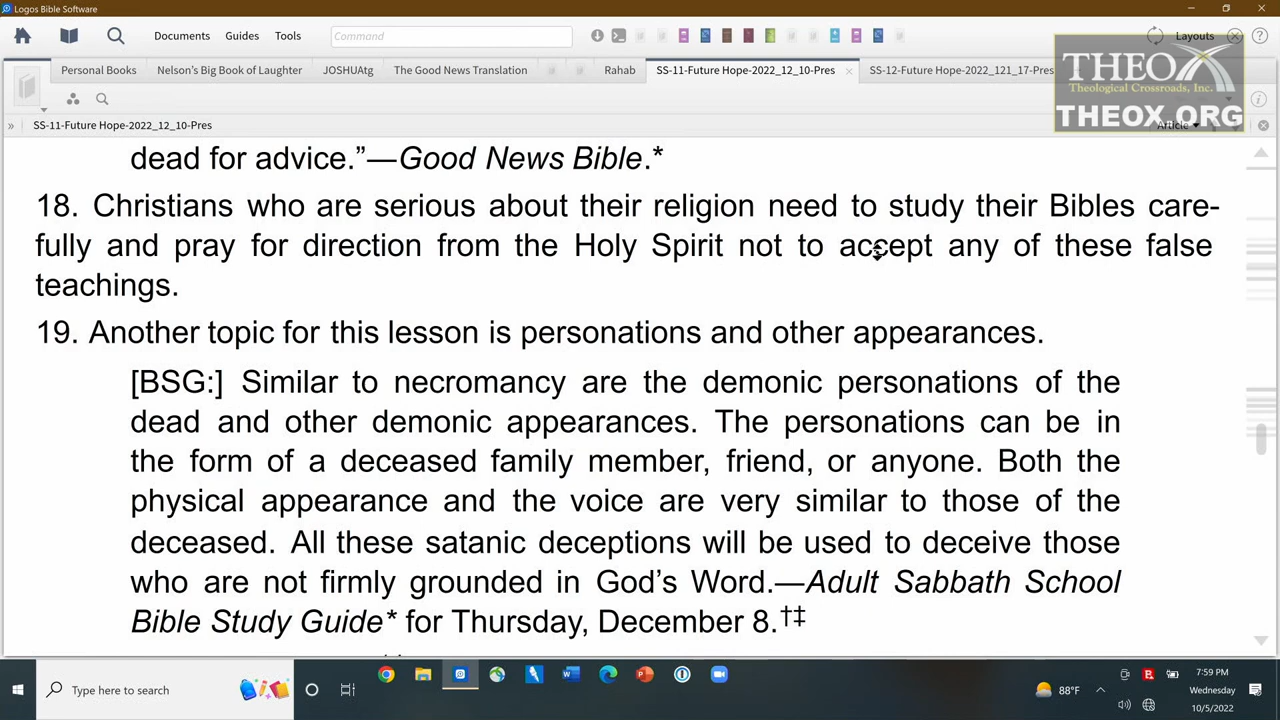 Logos Bible Software
Documents Guides Tools Command Layouts
Personal Books Nelson's Big Book of Laughter JOSHUAtg The Good News Translation Rahab SS-11-Future Hope-2022_12_10-Pres SS-12-Future Hope-2022_121_17-Pres
THEOX
Theological Crossroads, Inc.
THEOX.ORG
SS-11-Future Hope-2022_12_10-Pres Article
dead for advice.”—Good News Bible.*
18. Christians who are serious about their religion need to study their Bibles care-
fully and pray for direction from the Holy Spirit not to accept any of these false
teachings.
19. Another topic for this lesson is personations and other appearances.
[BSG:] Similar to necromancy are the demonic personations of the
dead and other demonic appearances. The personations can be in
the form of a deceased family member, friend, or anyone. Both the
physical appearance and the voice are very similar to those of the
deceased. All these satanic deceptions will be used to deceive those
who are not firmly grounded in God’s Word.—Adult Sabbath School
Bible Study Guide* for Thursday, December 8.†‡
Type here to search
88°F
7:59 PM
Wednesday
10/5/2022